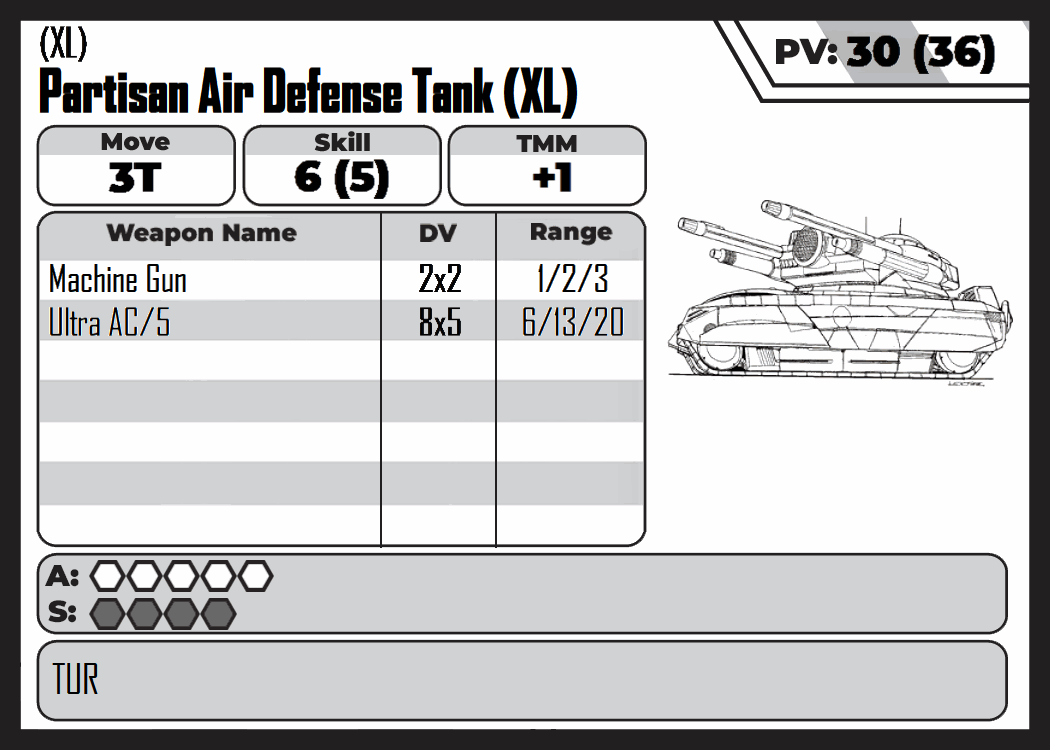 (XL)
Partisan Air Defense Tank (XL)
PV: 30 (36)
Move
3T
Skill
6 (5)
TMM
+1
Weapon Name DV Range
Machine Gun 2x2 1/2/3
Ultra AC/5 8x5 6/13/20
A:
S:
TUR